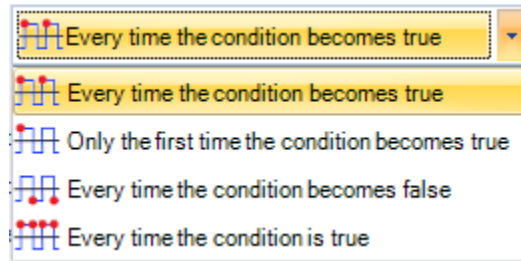 Every time the condition becomes true
Every time the condition becomes true
Only the first time the condition becomes true
Every time the condition becomes false
Every time the condition is true